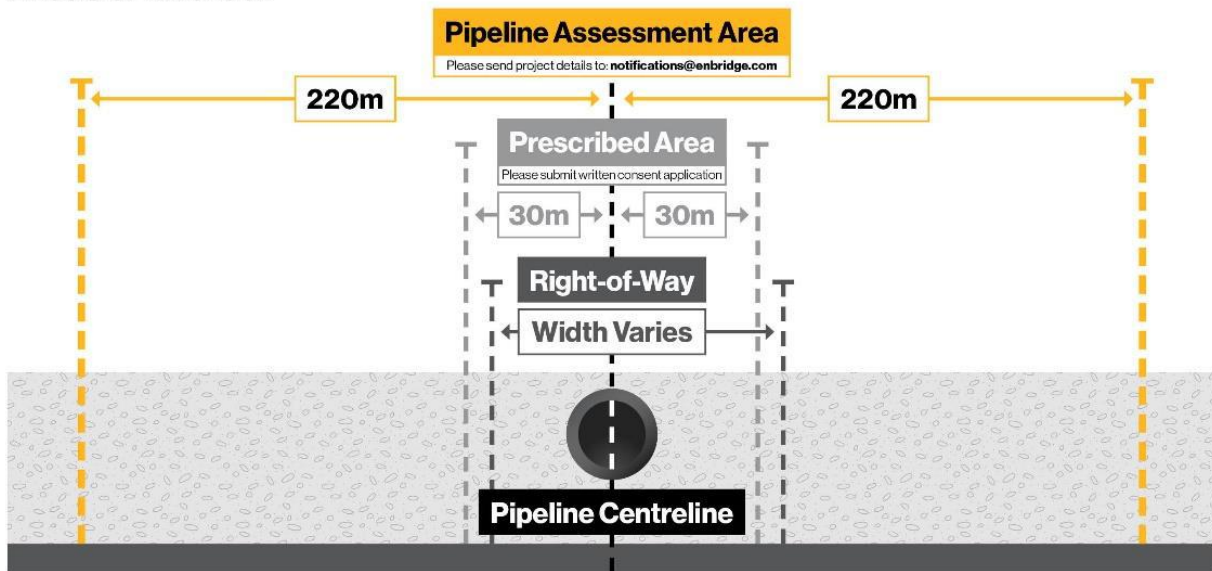 Pipeline Assessment Area
Please send project details to: notifications@enbridge.com
220m
220m
Prescribed Area
Please submit written consent application
30m
30m
Right-of-Way
Width Varies
Pipeline Centreline